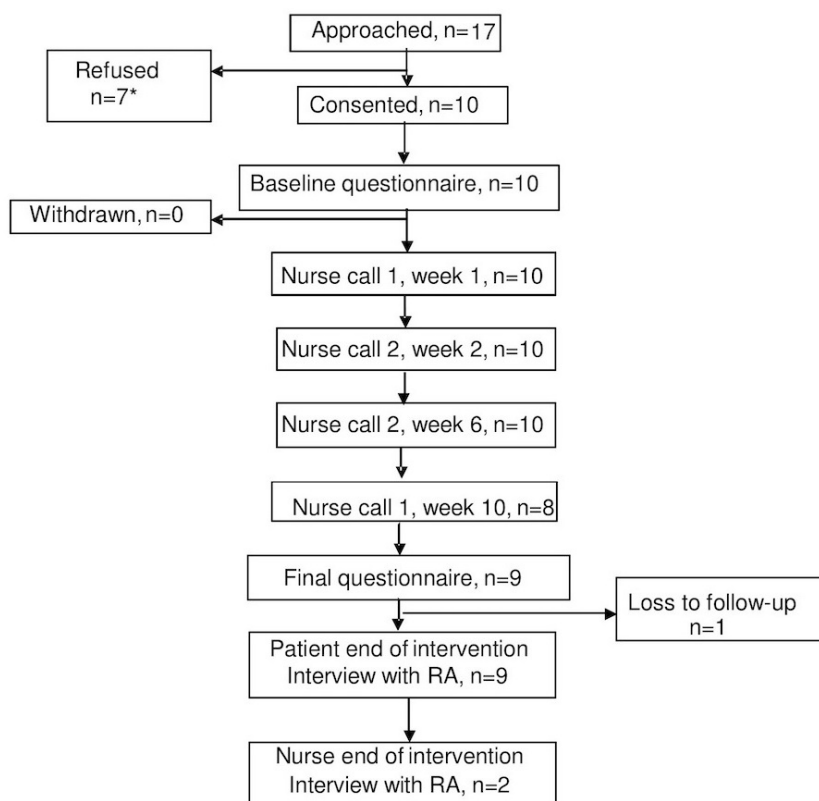 Approached, n=17
Refused
n=7*
Consented, n=10
Baseline questionnaire, n=10
Withdrawn, n=0
Nurse call 1, week 1, n=10
Nurse call 2, week 2, n=10
Nurse call 2, week 6, n=10
Nurse call 1, week 10, n=8
Final questionnaire, n=9
Loss to follow-up
n=1
Patient end of intervention
Interview with RA, n=9
Nurse end of intervention
Interview with RA, n=2